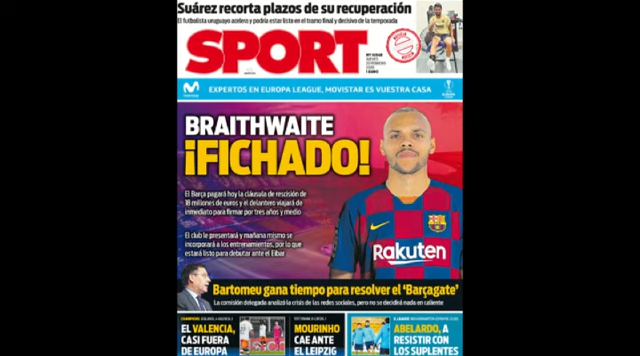 Suárez recorta plazos de su recuperación
El futbolista uruguayo acelera y podría estar listo en el tramo final y decisivo de la temporada
SPORT
1 EURO
movistar
EXPERTOS EN EUROPA LEAGUE, MOVISTAR ES VUESTRA CASA
BRAITHWAITE
¡FICHADO!
El Barça pagará hoy la cláusula de rescisión de
18 millones de euros y el delantero viajará de
inmediato para firmar por tres años y medio
El club le presentará y mañana mismo se
incorporará a los entrenamientos, por lo que
estará listo para debutar ante el Eibar
Rakuten
Bartomeu gana tiempo para resolver el ‘Barçagate’
La comisión delegada analizó la crisis de las redes sociales, pero no se decidirá nada en caliente
EL VALENCIA,
CASI FUERA
DE EUROPA
MOURINHO
CAE ANTE
EL LEIPZIG
ABELARDO, A
RESISTIR CON
LOS SUPLENTES